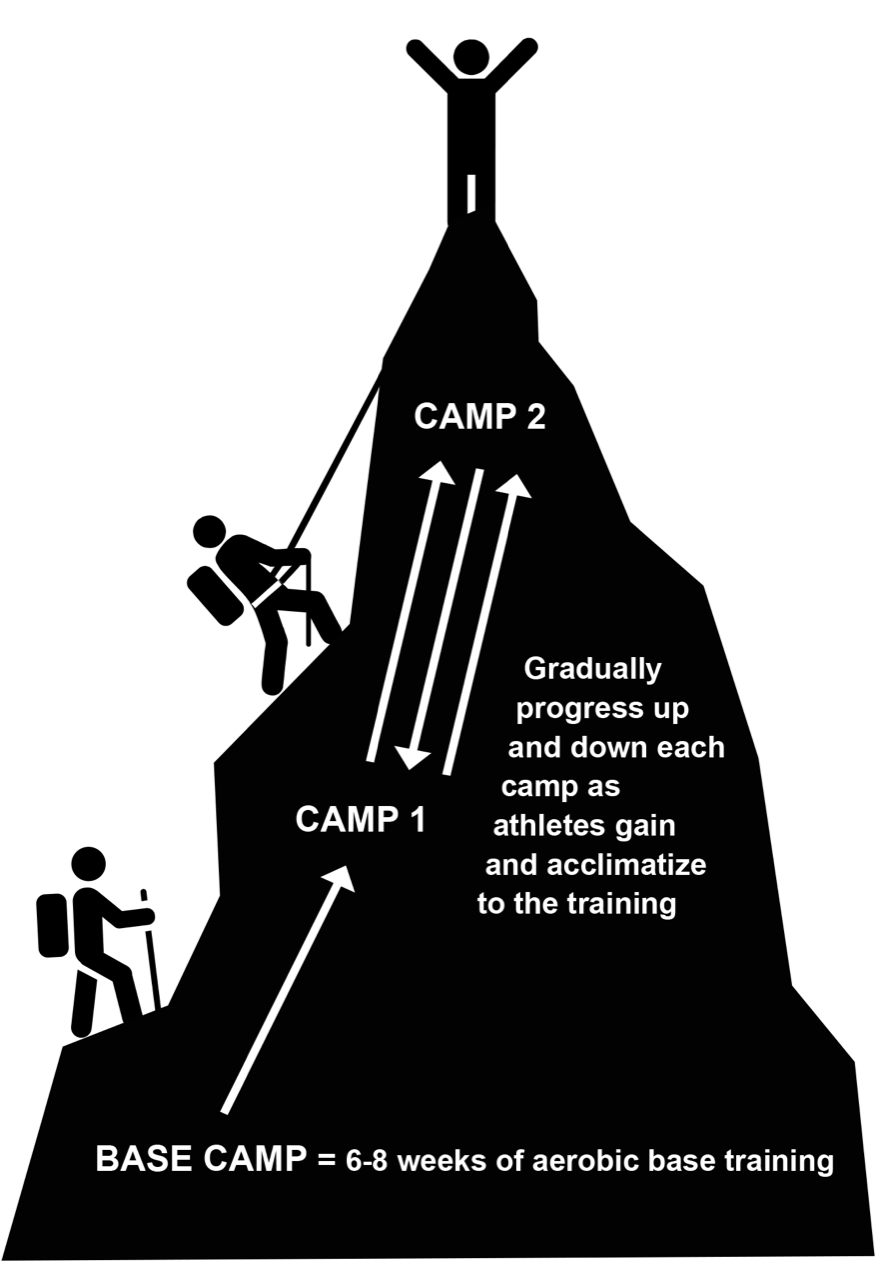 CAMP 2
Gradually
progress up
and down each
camp as
athletes gain
and acclimatize
to the training
CAMP 1
BASE CAMP = 6-8 weeks of aerobic base training